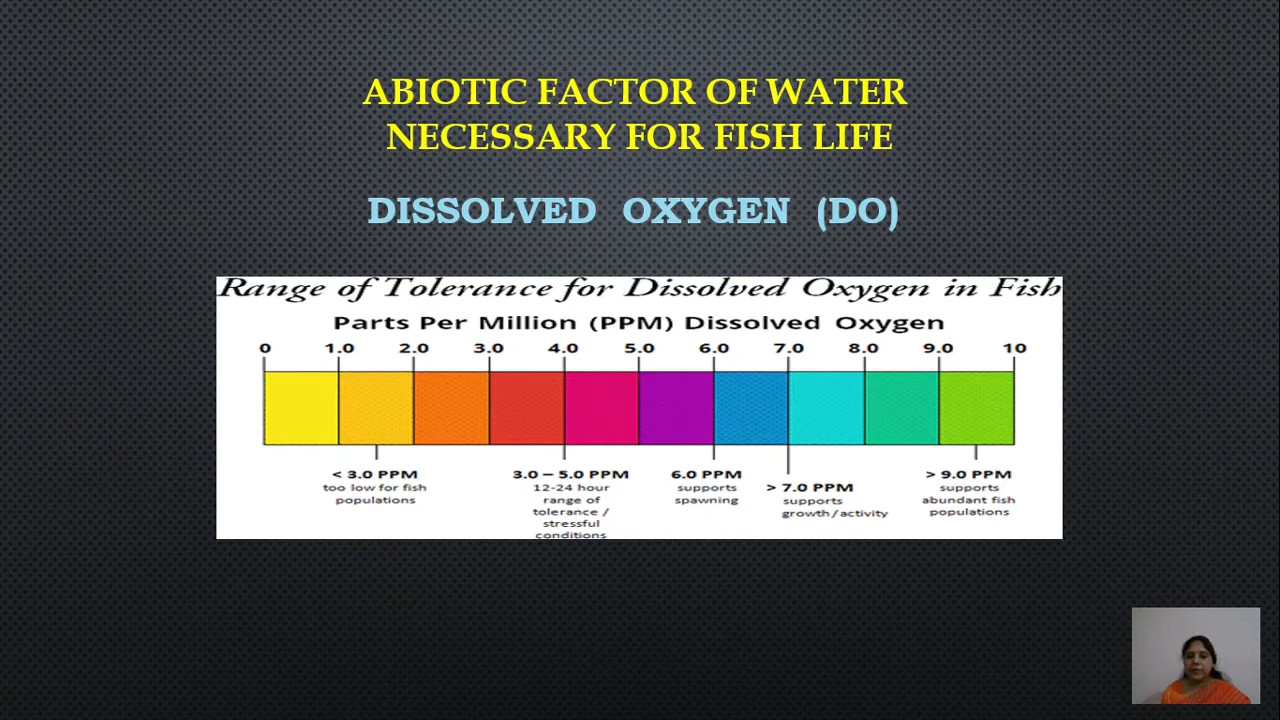 ABIOTIC FACTOR OF WATER
NECESSARY FOR FISH LIFE
DISSOLVED OXYGEN (DO)
Range of Tolerance for Dissolved Oxygen in Fish
Parts Per Million (PPM) Dissolved Oxygen
0 1.0 2.0 3.0 4.0 5.0 6.0 7.0 8.0 9.0 10
< 3.0 PPM
too low for fish
populations
3.0 – 5.0 PPM
12-24 hour
range of
tolerance /
stressful
conditions
6.0 PPM
supports
spawning
> 7.0 PPM
supports
growth/activity
> 9.0 PPM
supports
abundant fish
populations